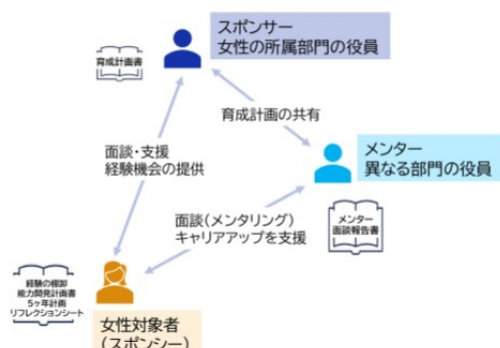 スポンサー
女性の所属部門の役員
育成計画書
育成計画の共有
面談・支援
経験機会の提供
メンター
異なる部門の役員
面談(メンタリング)
キャリアアップを支援
メンター
面談報告書
経験の棚卸
能力開発計画書
5ヶ年計画
リフレクションシート
女性対象者
(スポンシー)